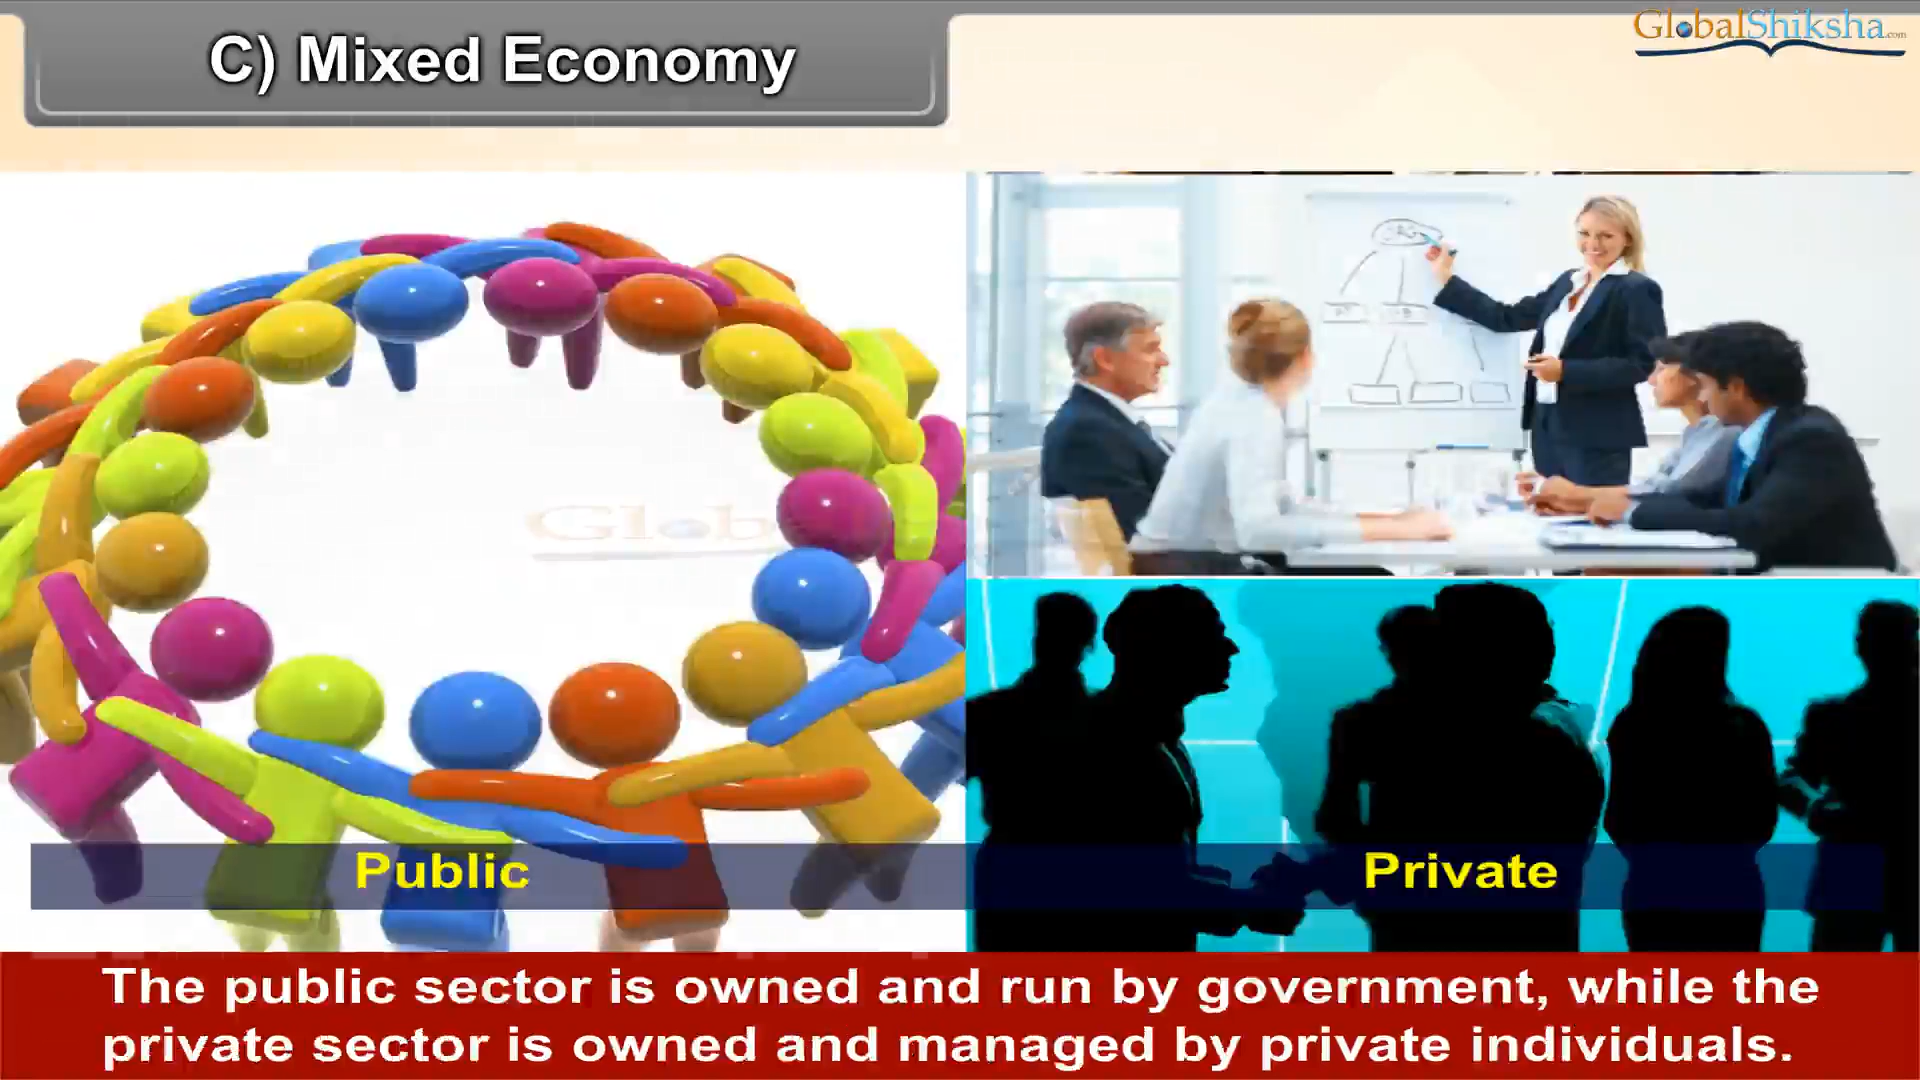 C) Mixed Economy
GlobalShiksha.com
Glob
Public
Private
The public sector is owned and run by government, while the
private sector is owned and managed by private individuals.